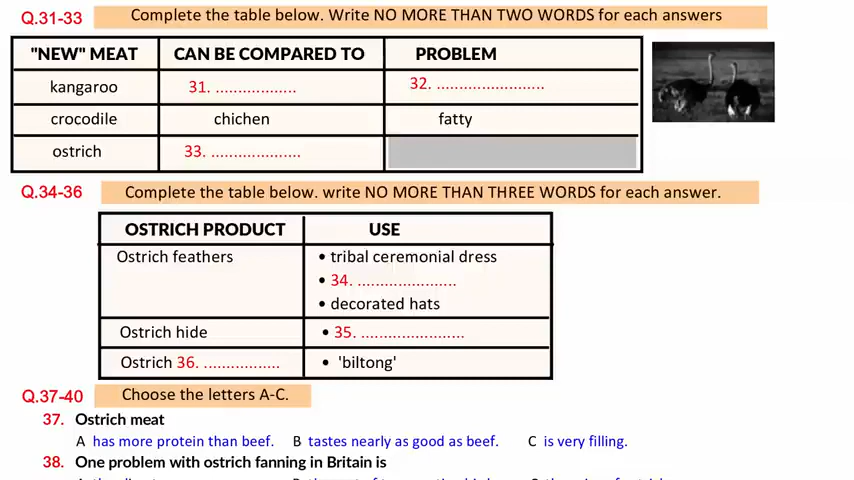 Q.31-33 Complete the table below. Write NO MORE THAN TWO WORDS for each answers
"NEW" MEAT CAN BE COMPARED TO PROBLEM
kangaroo 31. .................. 32. ........................
crocodile chichen fatty
ostrich 33. ....................
Q.34-36 Complete the table below. write NO MORE THAN THREE WORDS for each answer.
OSTRICH PRODUCT USE
Ostrich feathers • tribal ceremonial dress
• 34. ......................
• decorated hats
Ostrich hide • 35. .......................
Ostrich 36. ................. • 'biltong'
Q.37-40 Choose the letters A-C.
37. Ostrich meat
A has more protein than beef. B tastes nearly as good as beef. C is very filling.
38. One problem with ostrich fanning in Britain is